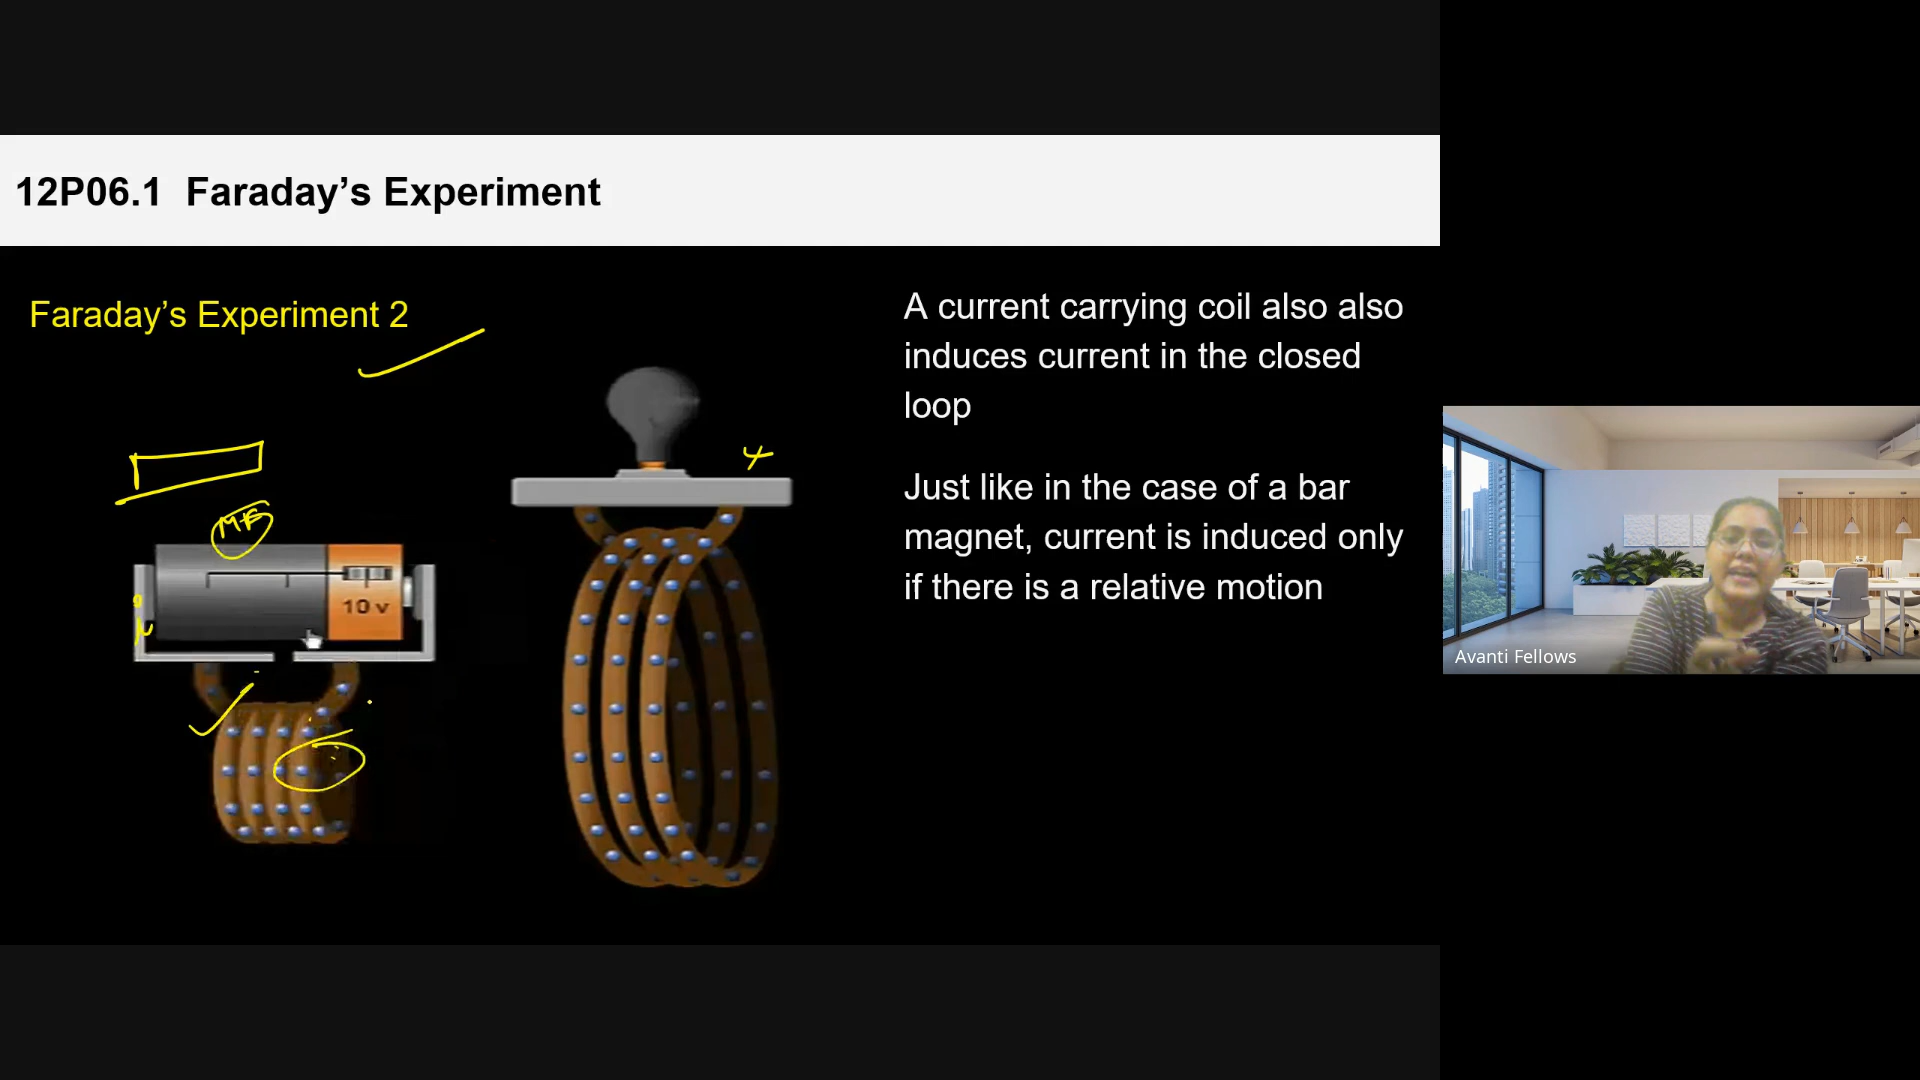 12P06.1 Faraday’s Experiment
Faraday’s Experiment 2
A current carrying coil also also
induces current in the closed
loop
Just like in the case of a bar
magnet, current is induced only
if there is a relative motion
10 v
Avanti Fellows